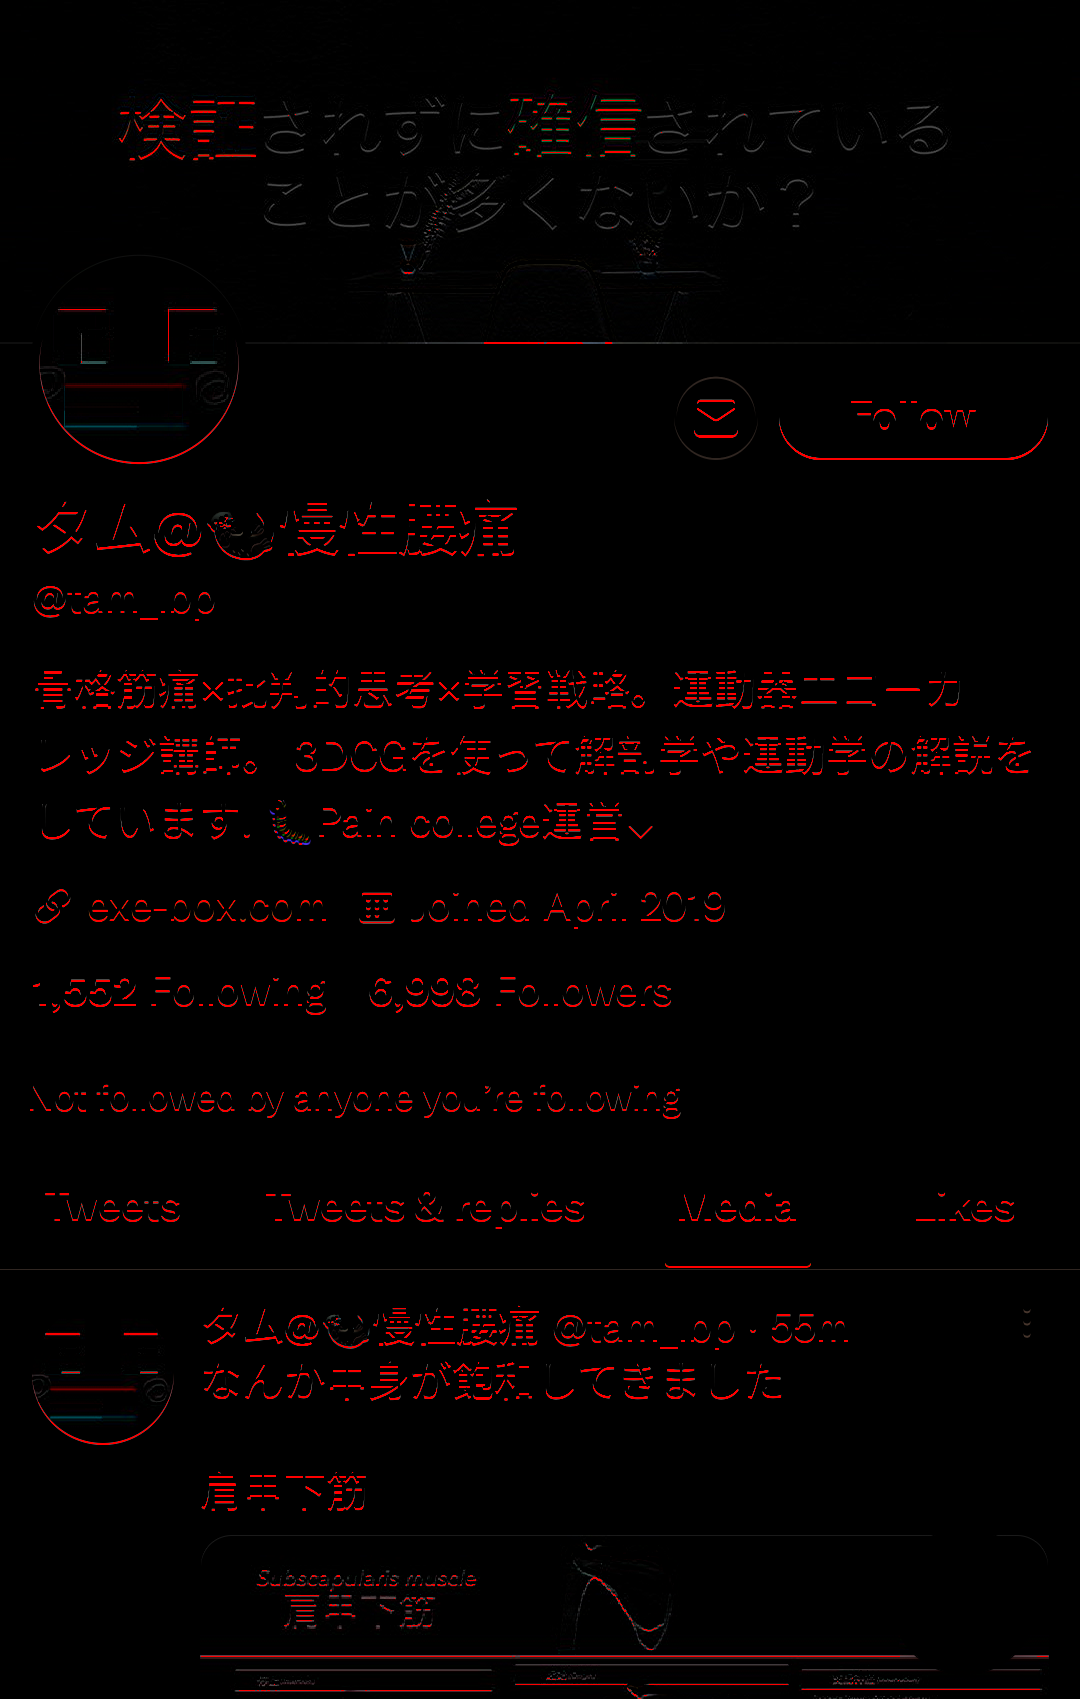 検証されずに確信されている
ことが多くないか？
Follow
タム@🦐慢性腰痛
@tam_lbp
骨格筋痛×批判的思考×学習戦略。運動器エコーカ
レッジ講師。 3DCGを使って解剖学や運動学の解説を
しています. Pain college運営⌵
exe-box.com Joined April 2019
1,552 Following 6,998 Followers
Not followed by anyone you're following
Tweets Tweets & replies Media Likes
タム@🦐慢性腰痛 @tam_lbp · 55m
なんか中身が飽和してきました
肩甲下筋
Subscapularis muscle
肩甲下筋